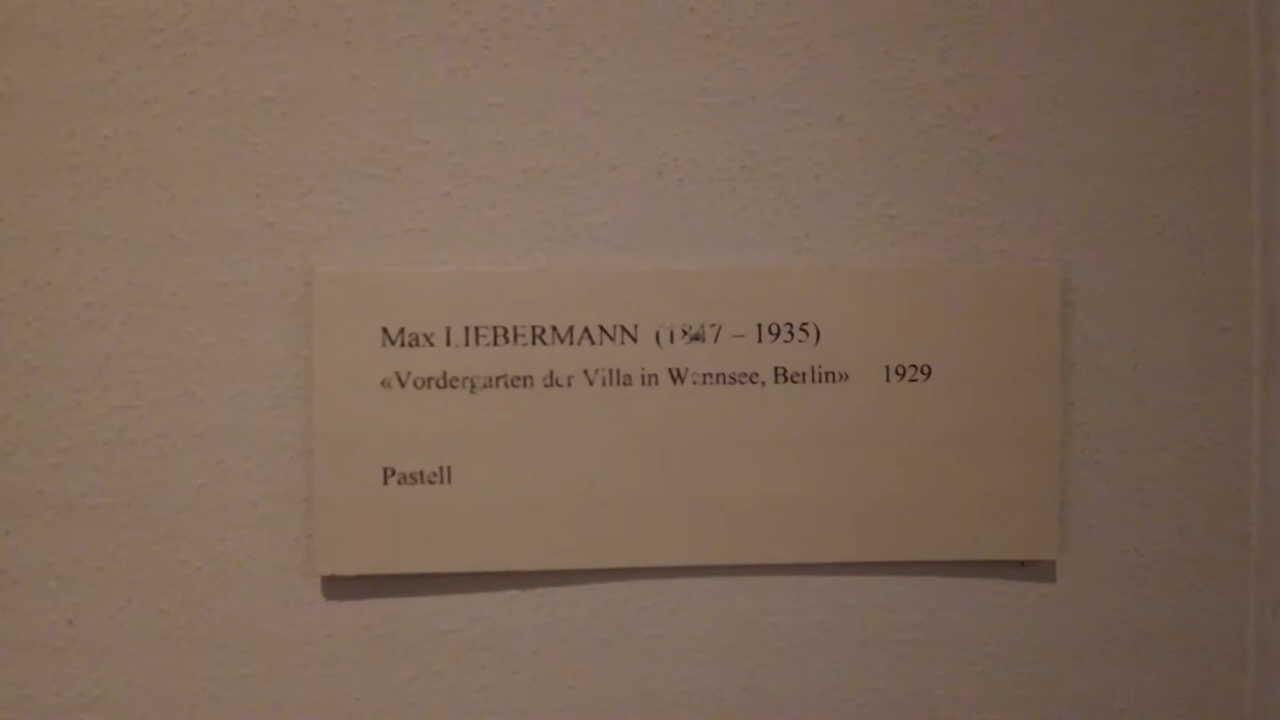 Max LIEBERMANN (1847 – 1935)
«Vordergarten der Villa in Wannsee, Berlin» 1929
Pastell